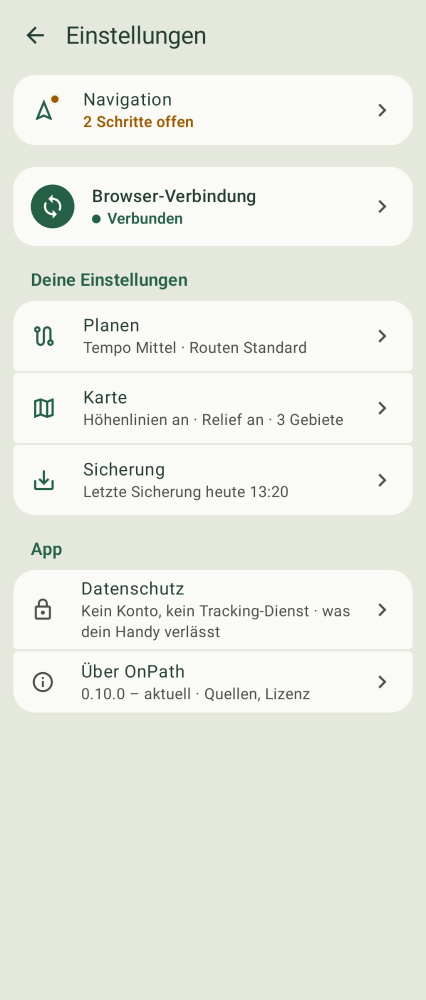 Einstellungen
Navigation
2 Schritte offen
Browser-Verbindung
Verbunden
Deine Einstellungen
Planen
Tempo Mittel · Routen Standard
Karte
Höhenlinien an · Relief an · 3 Gebiete
Sicherung
Letzte Sicherung heute 13:20
App
Datenschutz
Kein Konto, kein Tracking-Dienst · was
dein Handy verlässt
Über OnPath
0.10.0 – aktuell · Quellen, Lizenz